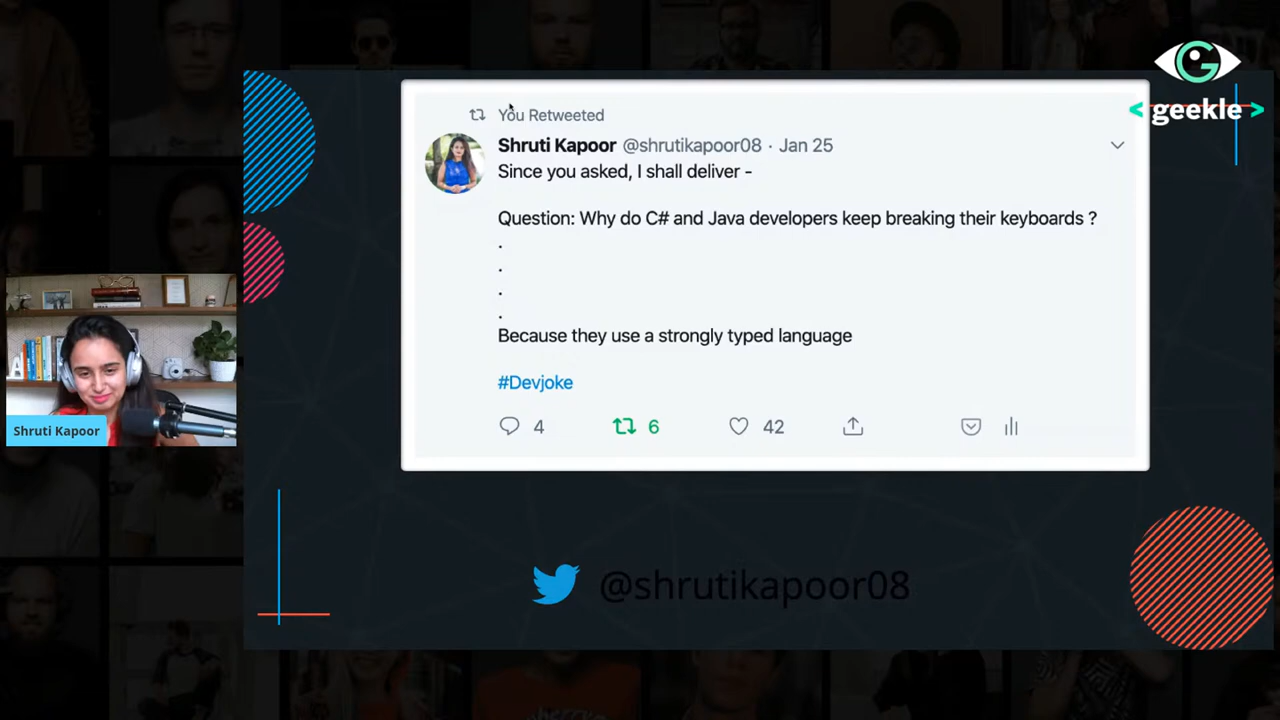 You Retweeted
Shruti Kapoor @shrutikapoor08 · Jan 25
Since you asked, I shall deliver -
Question: Why do C# and Java developers keep breaking their keyboards ?
.
.
.
.
Because they use a strongly typed language
#Devjoke
4 6 42
< geekle >
Shruti Kapoor
@shrutikapoor08